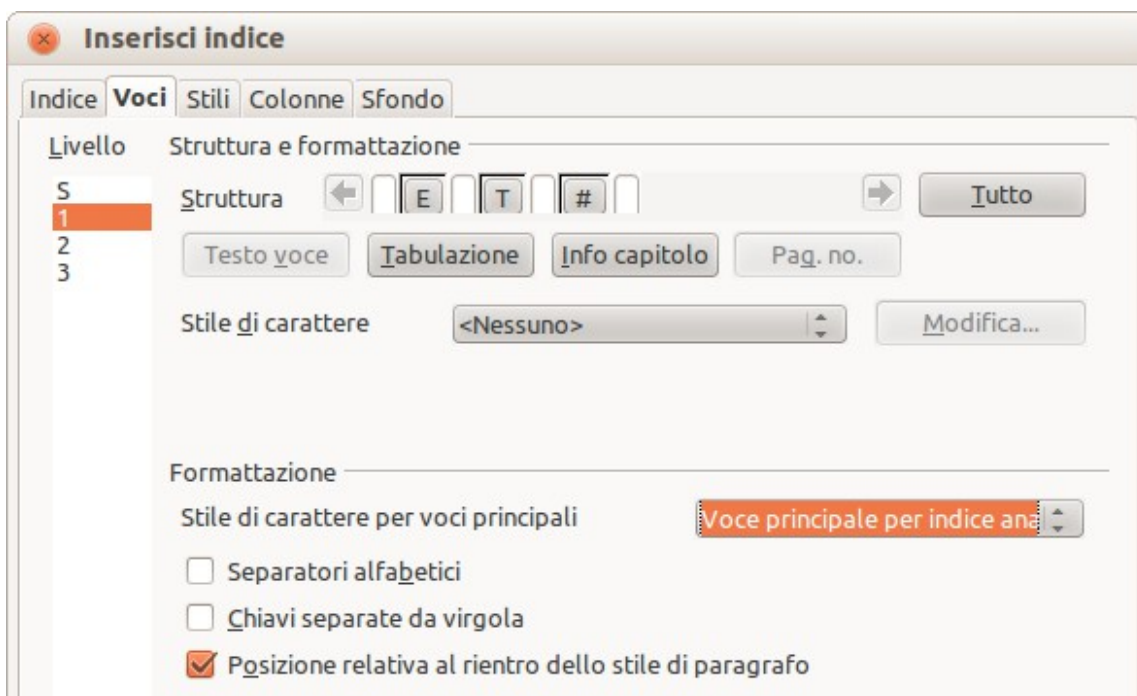 Inserisci indice
Indice Voci Stili Colonne Sfondo
Livello Struttura e formattazione
S
1
2
3
Struttura E T # Tutto
Testo voce Tabulazione Info capitolo Pag. no.
Stile di carattere <Nessuno> Modifica...
Formattazione
Stile di carattere per voci principali Voce principale per indice ana
Separatori alfabetici
Chiavi separate da virgola
Posizione relativa al rientro dello stile di paragrafo